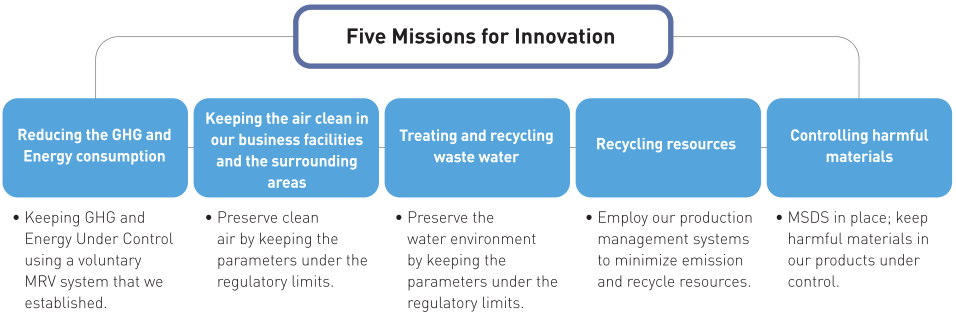 Five Missions for Innovation
Reducing the GHG and
Energy consumption
Keeping the air clean in
our business facilities
and the surrounding
areas
Treating and recycling
waste water
Recycling resources
Controlling harmful
materials
• Keeping GHG and
Energy Under Control
using a voluntary
MRV system that we
established.
• Preserve clean
air by keeping the
parameters under the
regulatory limits.
• Preserve the
water environment
by keeping the
parameters under the
regulatory limits.
• Employ our production
management systems
to minimize emission
and recycle resources.
• MSDS in place; keep
harmful materials in
our products under
control.